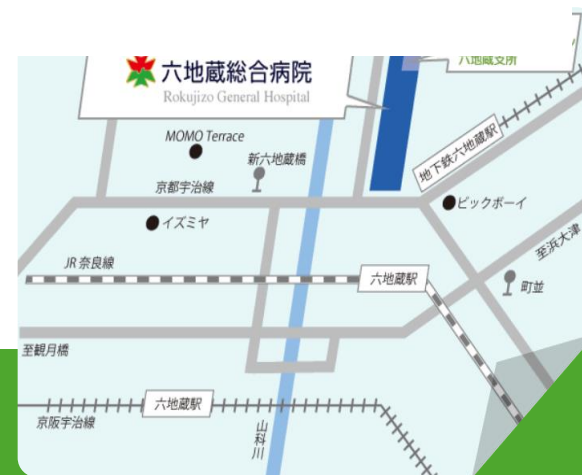 六地蔵総合病院
Rokujizo General Hospital
六地蔵支所
MOMO Terrace
新六地蔵橋
地下鉄六地蔵駅
京都宇治線
ビックボーイ
イズミヤ
至浜大津
JR奈良線
六地蔵駅
町並
至観月橋
六地蔵駅
京阪宇治線
山科川